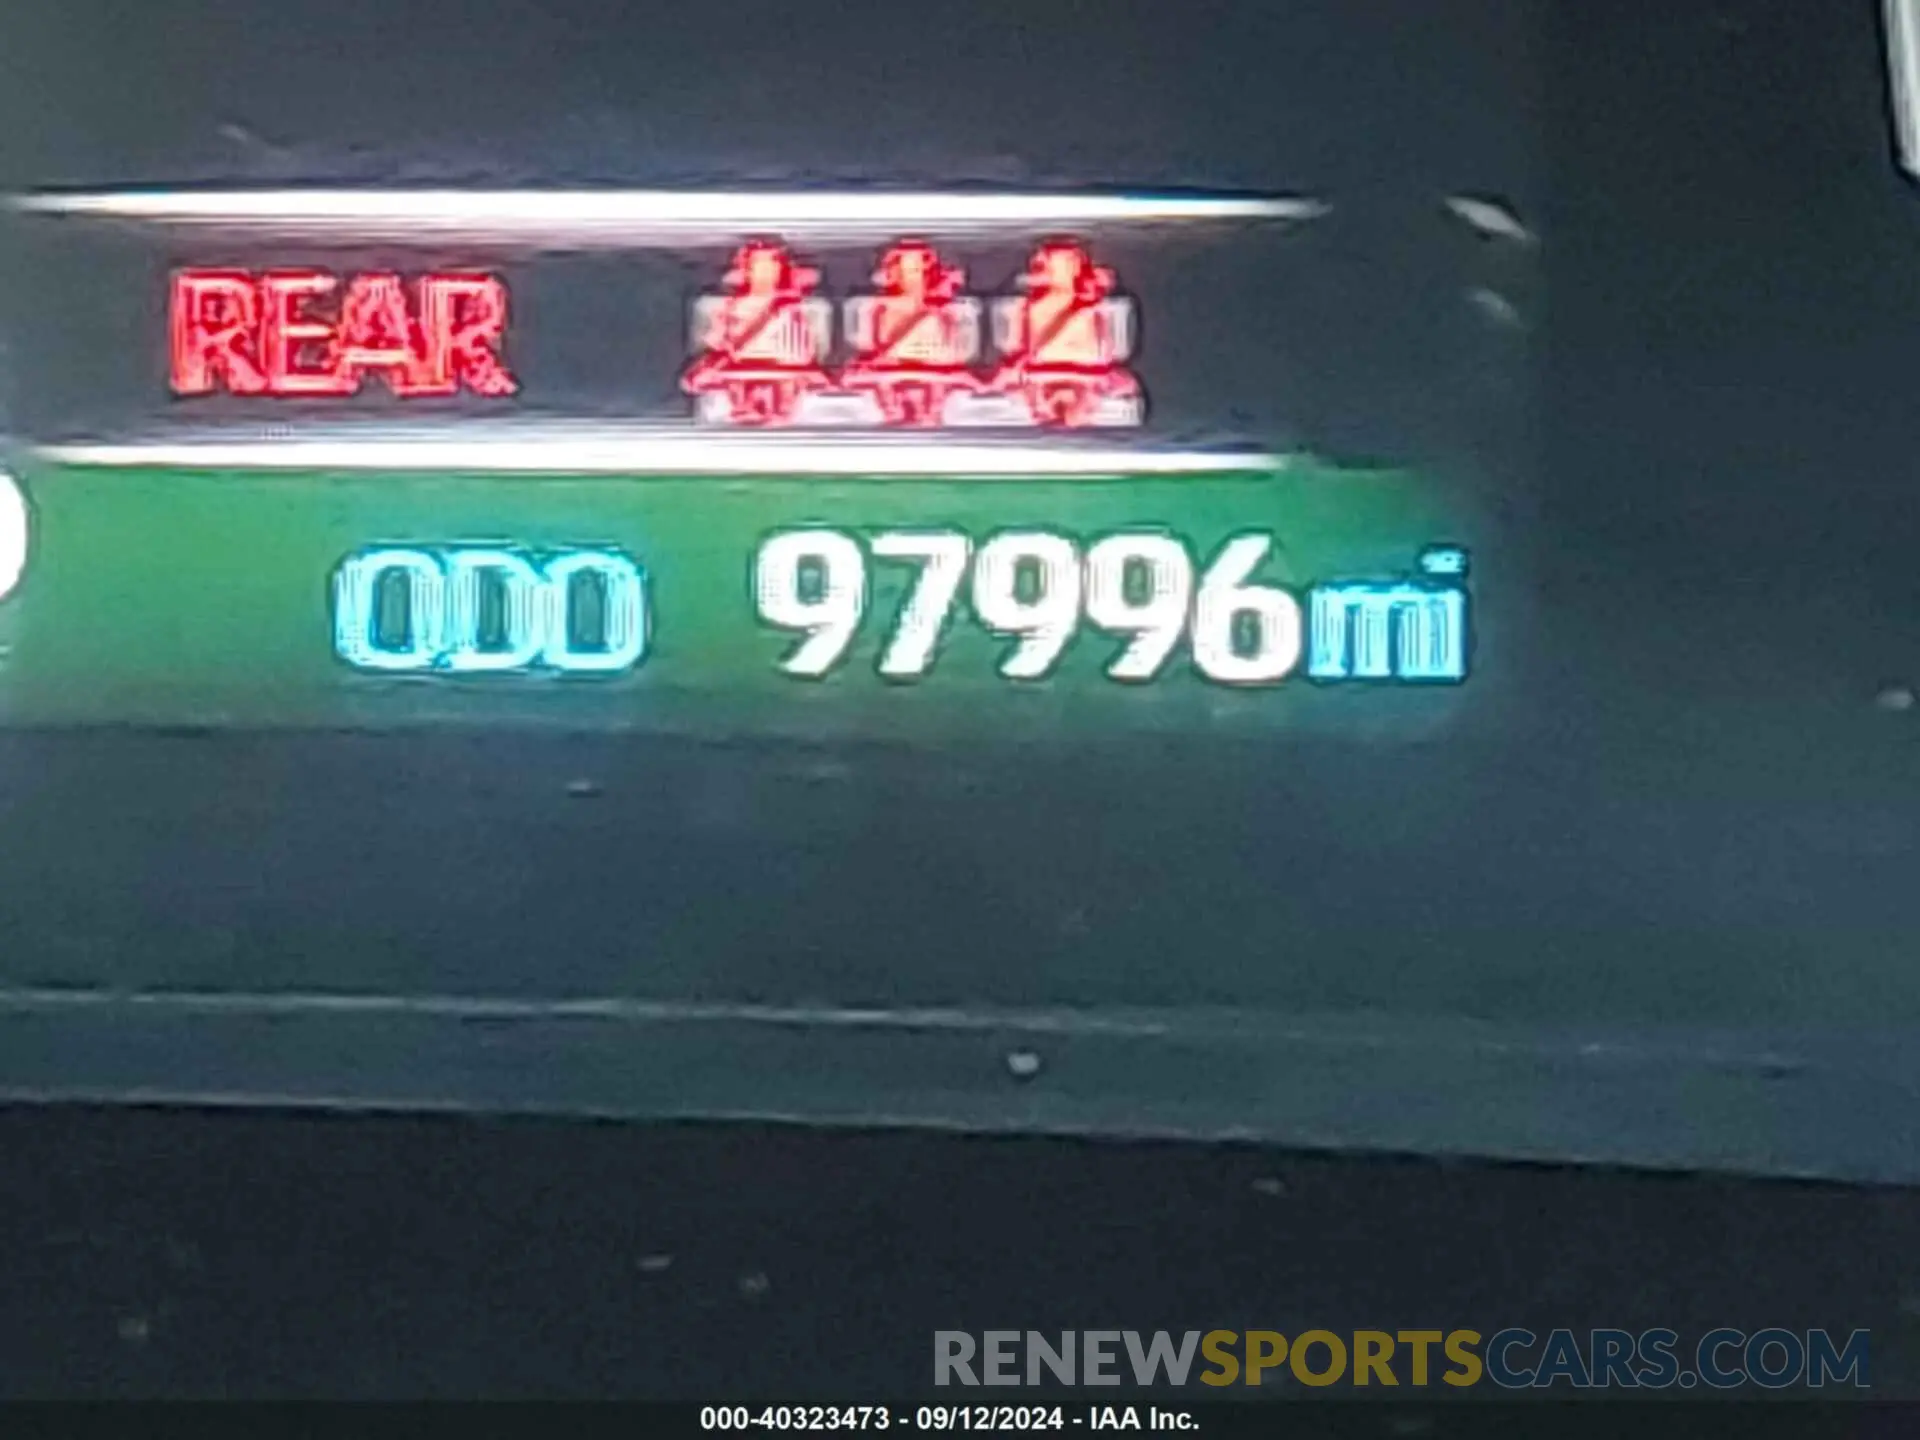 REAR
ODO 97996mi
RENEWSPORTSCARS.COM
000-40323473 - 09/12/2024 - IAA Inc.